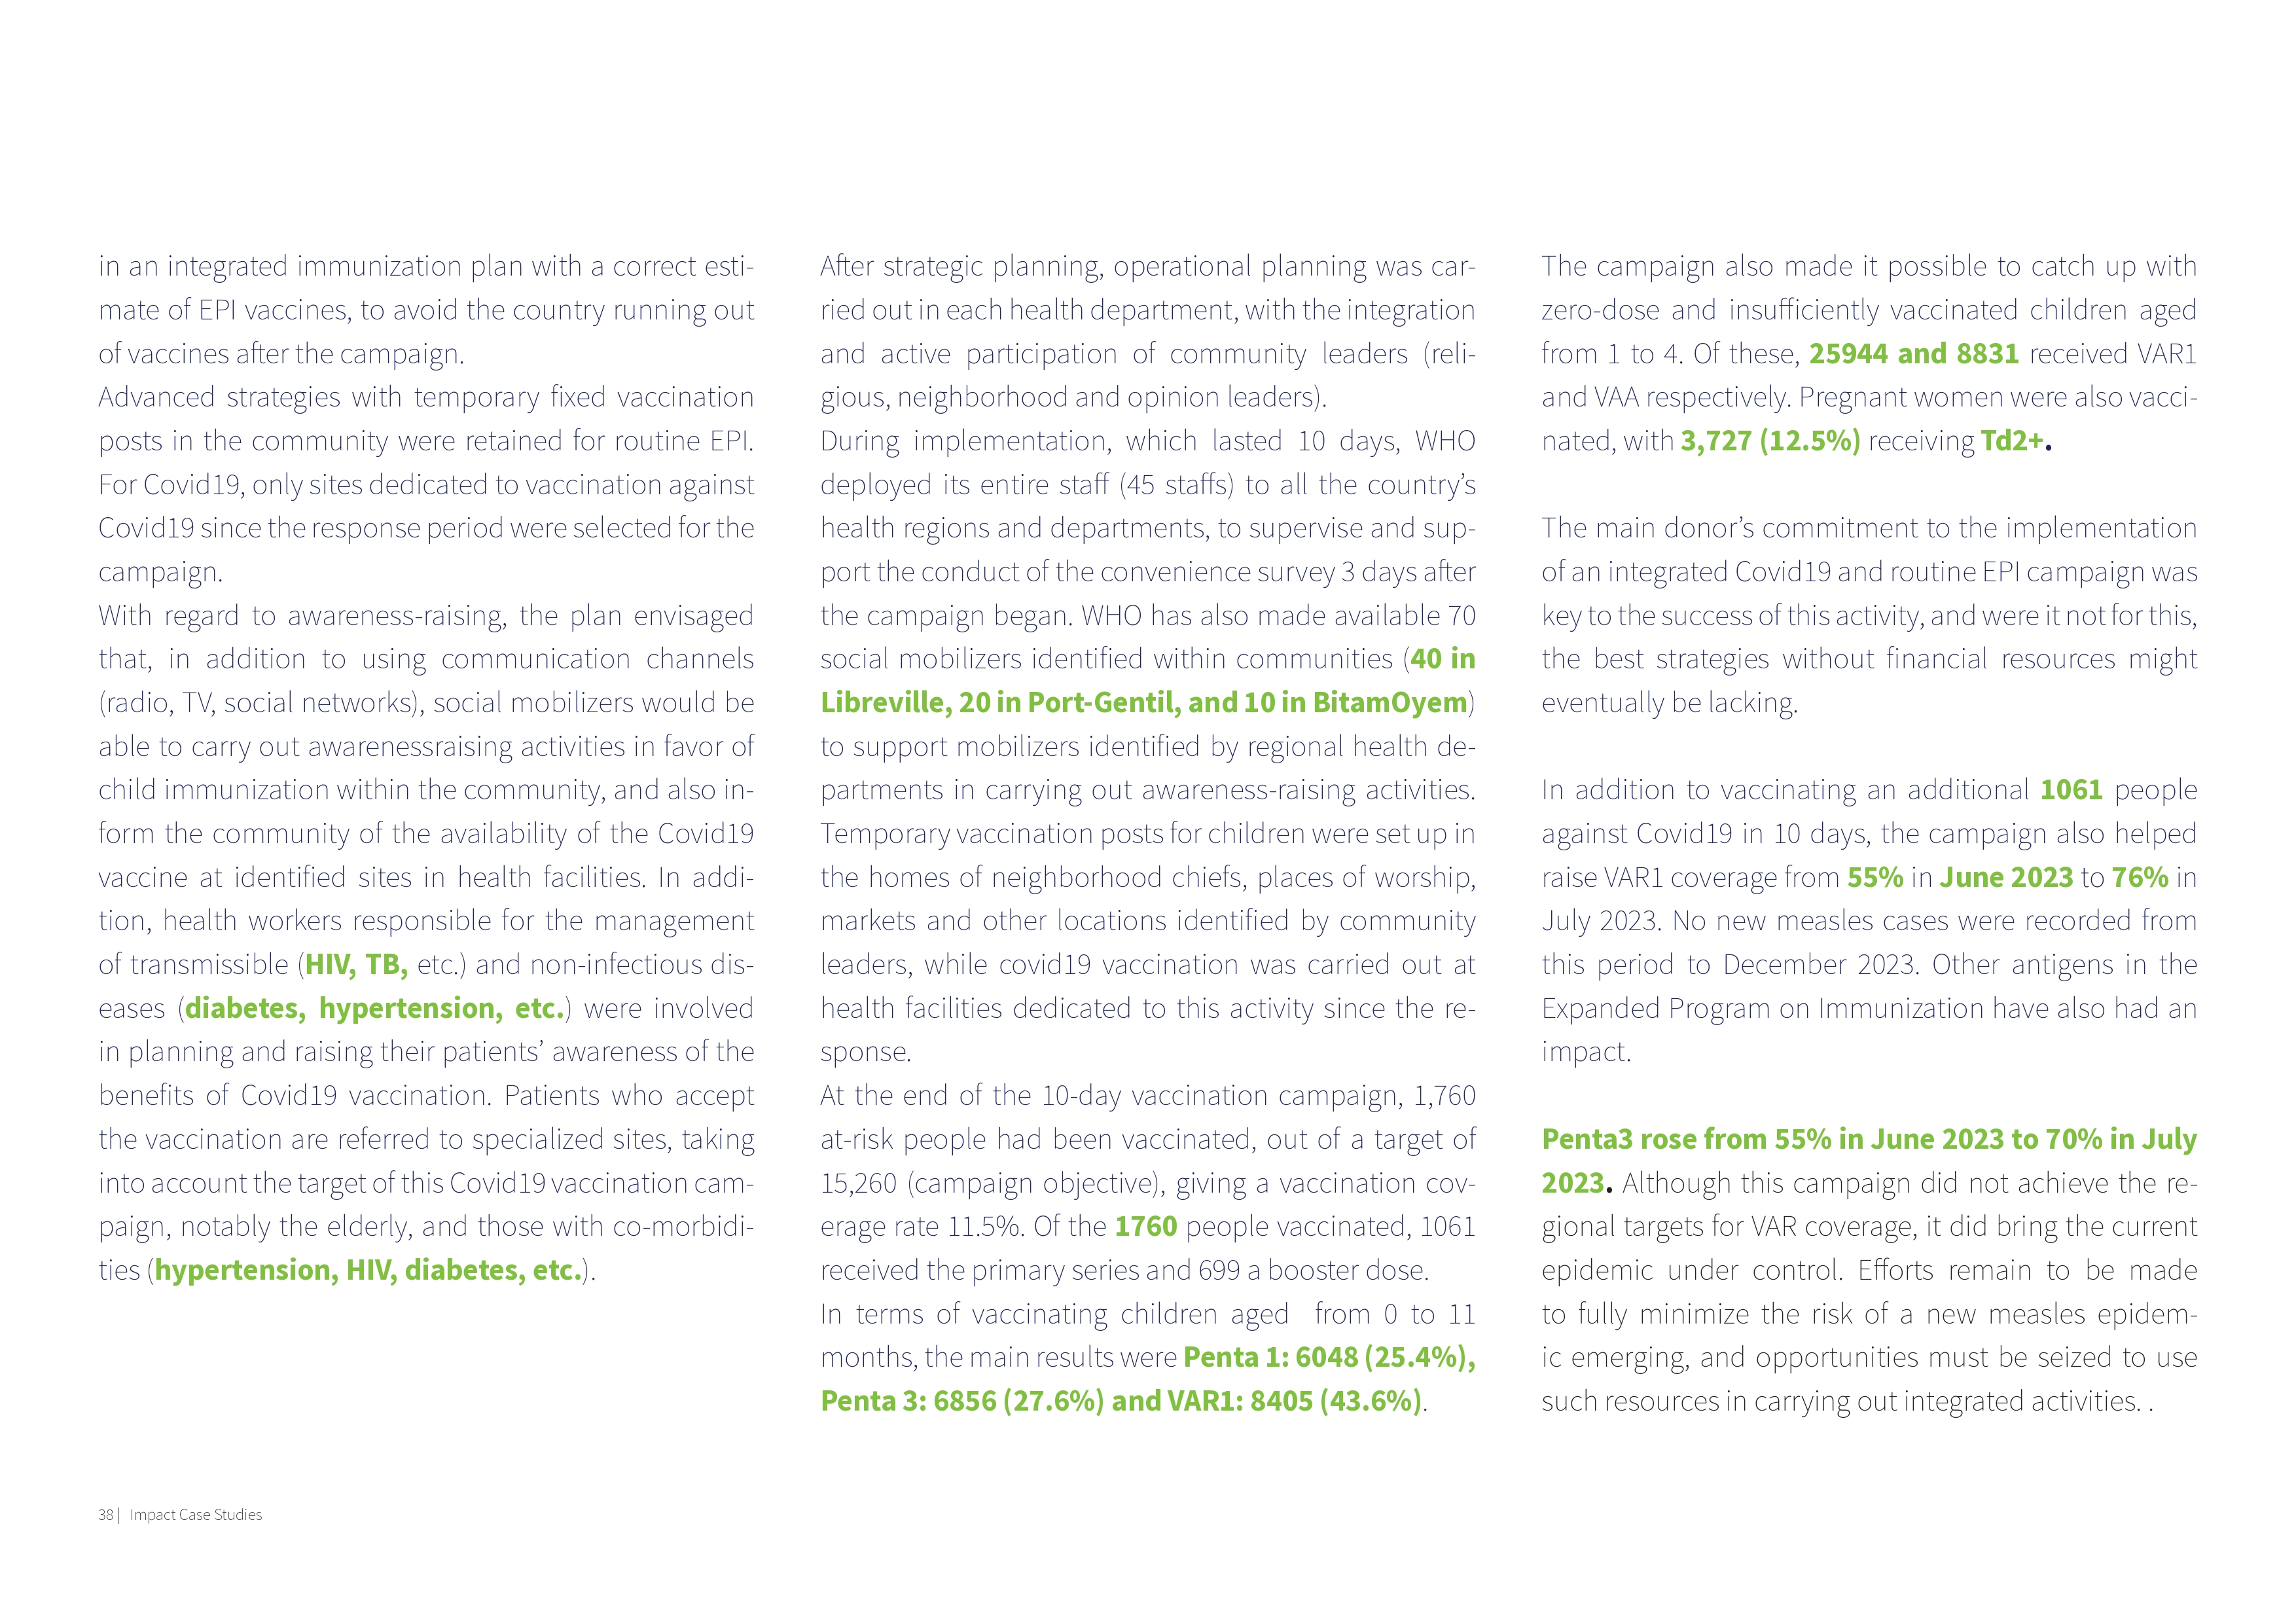 in an integrated immunization plan with a correct esti-
mate of EPI vaccines, to avoid the country running out
of vaccines after the campaign.
Advanced strategies with temporary fixed vaccination
posts in the community were retained for routine EPI.
For Covid19, only sites dedicated to vaccination against
Covid19 since the response period were selected for the
campaign.
With regard to awareness-raising, the plan envisaged
that, in addition to using communication channels
(radio, TV, social networks), social mobilizers would be
able to carry out awarenessraising activities in favor of
child immunization within the community, and also in-
form the community of the availability of the Covid19
vaccine at identified sites in health facilities. In addi-
tion, health workers responsible for the management
of transmissible (HIV, TB, etc.) and non-infectious dis-
eases (diabetes, hypertension, etc.) were involved
in planning and raising their patients’ awareness of the
benefits of Covid19 vaccination. Patients who accept
the vaccination are referred to specialized sites, taking
into account the target of this Covid19 vaccination cam-
paign, notably the elderly, and those with co-morbidi-
ties (hypertension, HIV, diabetes, etc.).
After strategic planning, operational planning was car-
ried out in each health department, with the integration
and active participation of community leaders (reli-
gious, neighborhood and opinion leaders).
During implementation, which lasted 10 days, WHO
deployed its entire staff (45 staffs) to all the country’s
health regions and departments, to supervise and sup-
port the conduct of the convenience survey 3 days after
the campaign began. WHO has also made available 70
social mobilizers identified within communities (40 in
Libreville, 20 in Port-Gentil, and 10 in BitamOyem)
to support mobilizers identified by regional health de-
partments in carrying out awareness-raising activities.
Temporary vaccination posts for children were set up in
the homes of neighborhood chiefs, places of worship,
markets and other locations identified by community
leaders, while covid19 vaccination was carried out at
health facilities dedicated to this activity since the re-
sponse.
At the end of the 10-day vaccination campaign, 1,760
at-risk people had been vaccinated, out of a target of
15,260 (campaign objective), giving a vaccination cov-
erage rate 11.5%. Of the 1760 people vaccinated, 1061
received the primary series and 699 a booster dose.
In terms of vaccinating children aged from 0 to 11
months, the main results were Penta 1: 6048 (25.4%),
Penta 3: 6856 (27.6%) and VAR1: 8405 (43.6%).
The campaign also made it possible to catch up with
zero-dose and insufficiently vaccinated children aged
from 1 to 4. Of these, 25944 and 8831 received VAR1
and VAA respectively. Pregnant women were also vacci-
nated, with 3,727 (12.5%) receiving Td2+.
The main donor’s commitment to the implementation
of an integrated Covid19 and routine EPI campaign was
key to the success of this activity, and were it not for this,
the best strategies without financial resources might
eventually be lacking.
In addition to vaccinating an additional 1061 people
against Covid19 in 10 days, the campaign also helped
raise VAR1 coverage from 55% in June 2023 to 76% in
July 2023. No new measles cases were recorded from
this period to December 2023. Other antigens in the
Expanded Program on Immunization have also had an
impact.
Penta3 rose from 55% in June 2023 to 70% in July
2023. Although this campaign did not achieve the re-
gional targets for VAR coverage, it did bring the current
epidemic under control. Efforts remain to be made
to fully minimize the risk of a new measles epidem-
ic emerging, and opportunities must be seized to use
such resources in carrying out integrated activities. .
38 | Impact Case Studies